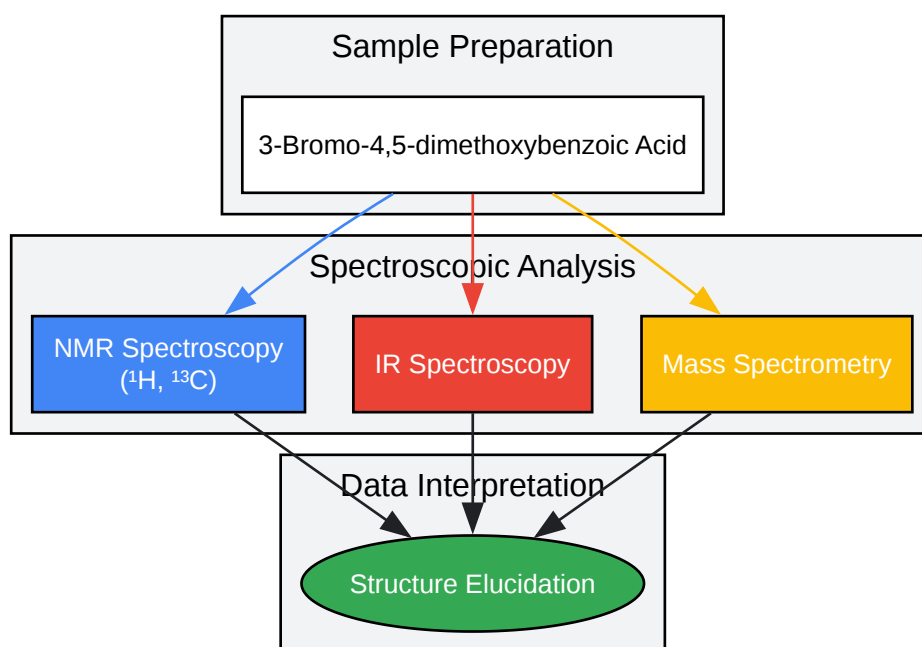 Sample Preparation
3-Bromo-4,5-dimethoxybenzoic Acid
Spectroscopic Analysis
NMR Spectroscopy
(¹H, ¹³C)
IR Spectroscopy
Mass Spectrometry
Data Interpretation
Structure Elucidation